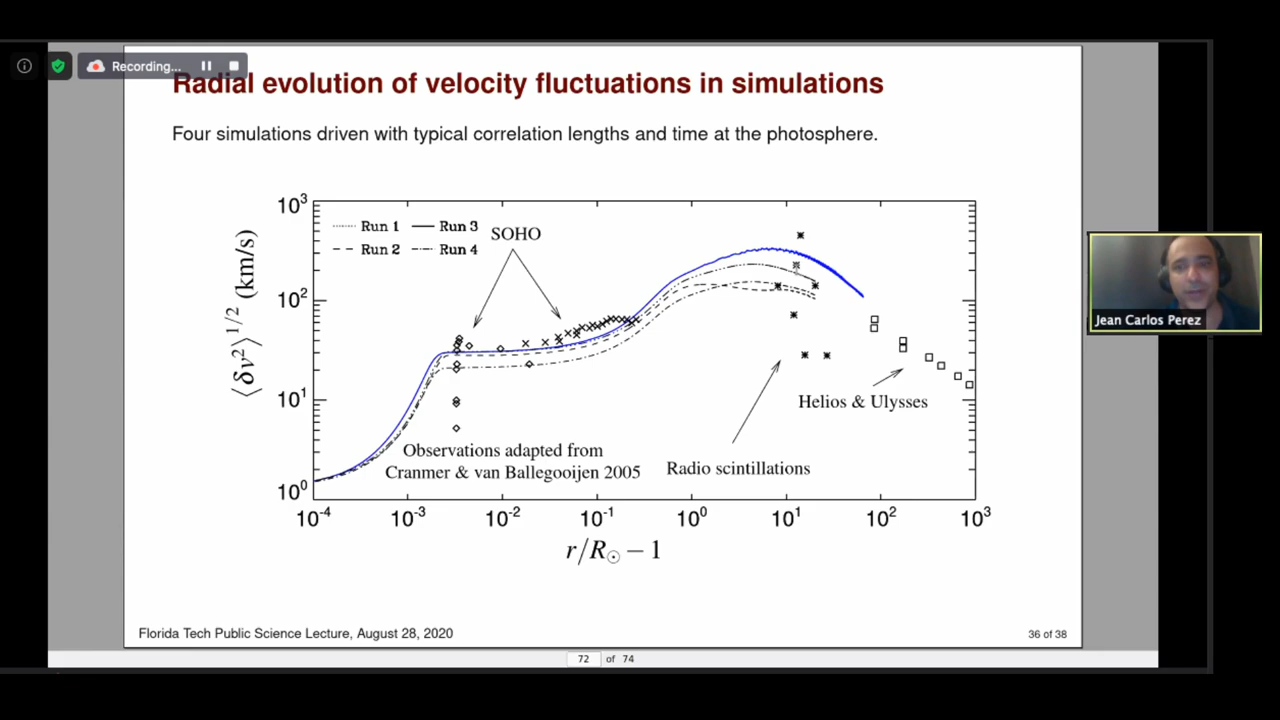 Recording...
Radial evolution of velocity fluctuations in simulations
Four simulations driven with typical correlation lengths and time at the photosphere.
10³
10²
10¹
10⁰
⟨δv²⟩^{1/2} (km/s)
Run 1
Run 3
Run 2
Run 4
SOHO
Helios & Ulysses
Observations adapted from
Cranmer & van Ballegooijen 2005
Radio scintillations
10⁻⁴ 10⁻³ 10⁻² 10⁻¹ 10⁰ 10¹ 10² 10³
r/R☉ − 1
Jean Carlos Perez
Florida Tech Public Science Lecture, August 28, 2020
36 of 38
72 of 74